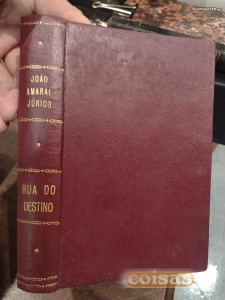 JOÃO
AMARAL
JÚNIOR
RUA DO
DESTINO
coisas